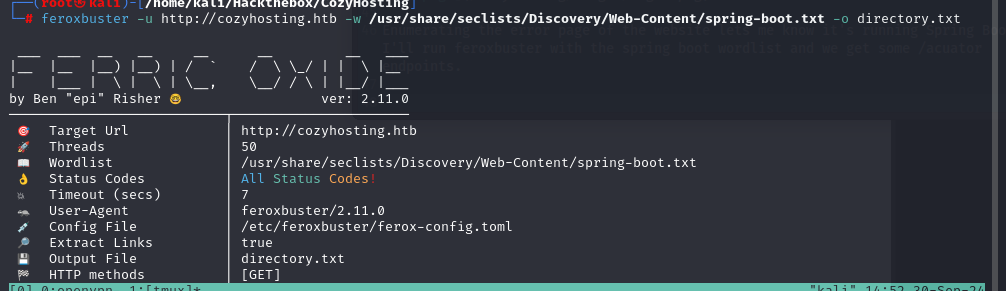 (root㉿kali)-[/home/kali/Hackthebox/CozyHosting]
# feroxbuster -u http://cozyhosting.htb -w /usr/share/seclists/Discovery/Web-Content/spring-boot.txt -o directory.txt
FERRIC OXIDE
by Ben "epi" Risher 🤓 ver: 2.11.0
🎯 Target Url │ http://cozyhosting.htb
🚀 Threads │ 50
📖 Wordlist │ /usr/share/seclists/Discovery/Web-Content/spring-boot.txt
👌 Status Codes │ All Status Codes!
💥 Timeout (secs) │ 7
🦡 User-Agent │ feroxbuster/2.11.0
💉 Config File │ /etc/feroxbuster/ferox-config.toml
🔎 Extract Links │ true
💾 Output File │ directory.txt
🏁 HTTP methods │ [GET]
[0] 0:openvpn 1:[tmux]* "kali" 14:52 30-Sep-24